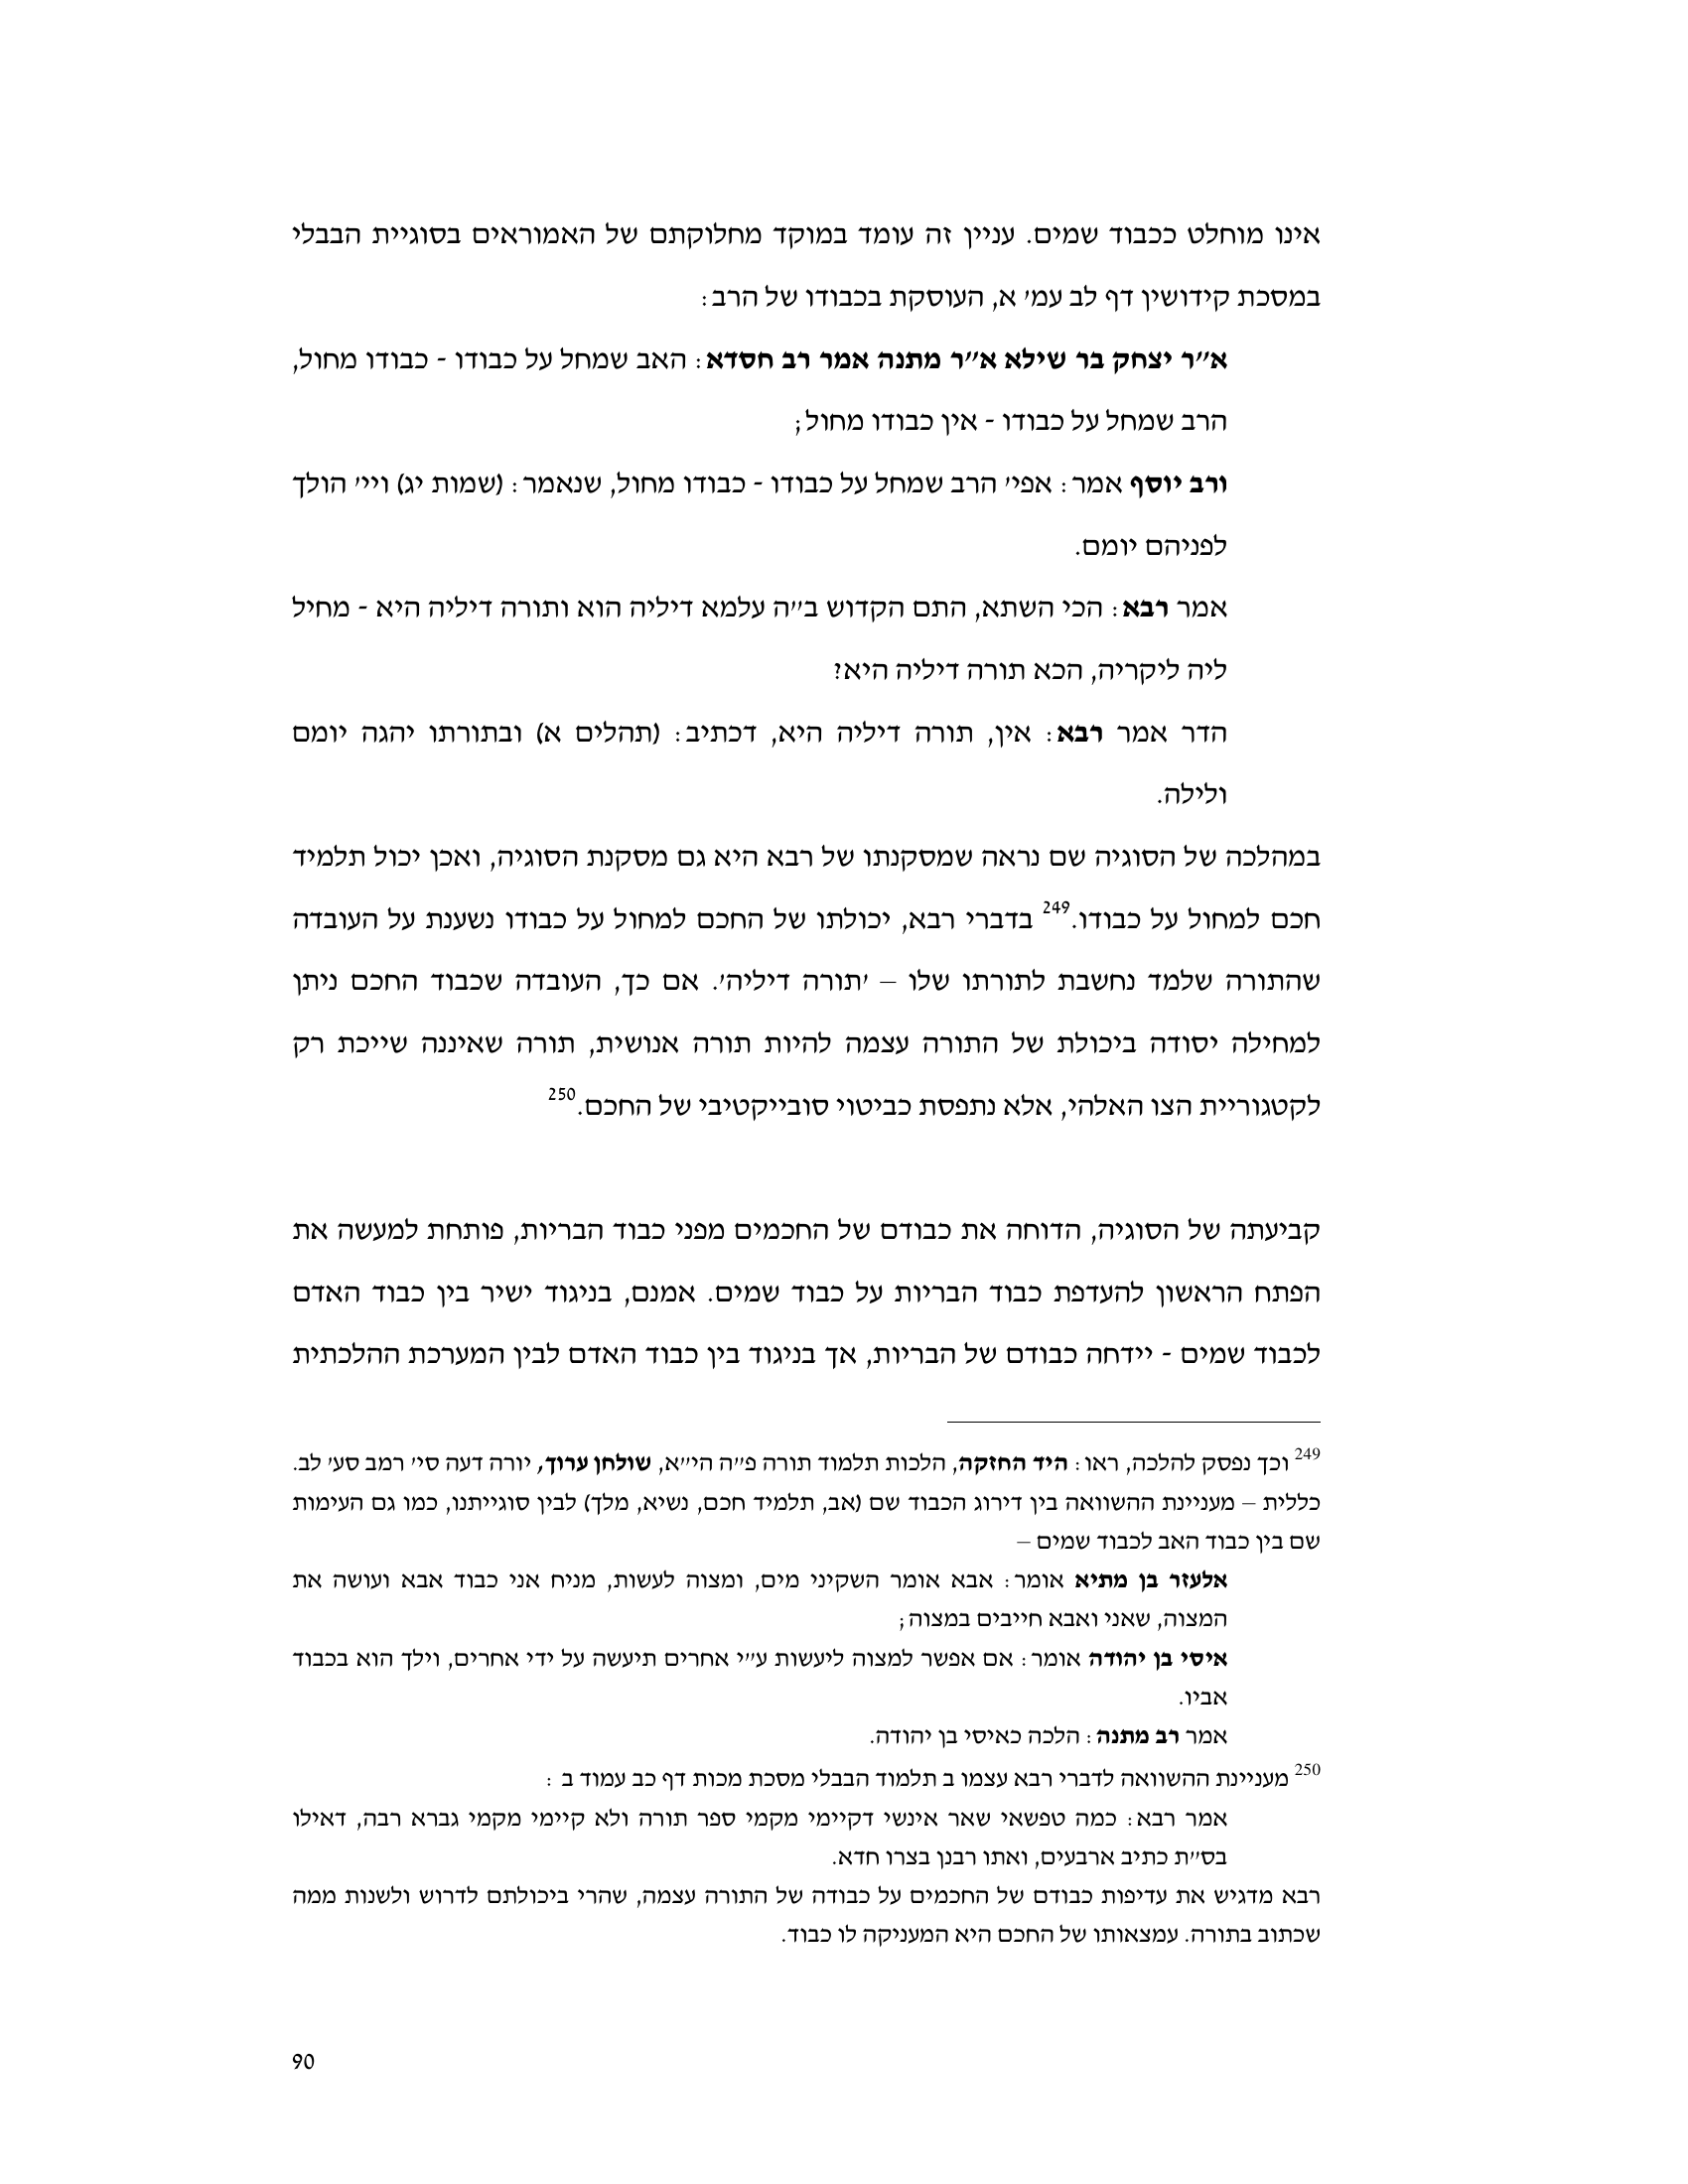 אינו מוחלט ככבוד שמים. עניין זה עומד במוקד מחלוקתם של האמוראים בסוגיית הבבלי
במסכת קידושין דף לב עמ' א, העוסקת בכבודו של הרב:
א"ר יצחק בר שילא א"ר מתנה אמר רב חסדא: האב שמחל על כבודו - כבודו מחול,
הרב שמחל על כבודו - אין כבודו מחול;
ורב יוסף אמר: אפי' הרב שמחל על כבודו - כבודו מחול, שנאמר: (שמות יג) ויי' הולך
לפניהם יומם.
אמר רבא: הכי השתא, התם הקדוש ב"ה עלמא דיליה הוא ותורה דיליה היא - מחיל
ליה ליקריה, הכא תורה דיליה היא?
הדר אמר רבא: אין, תורה דיליה היא, דכתיב: (תהלים א) ובתורתו יהגה יומם
ולילה.
במהלכה של הסוגיה שם נראה שמסקנתו של רבא היא גם מסקנת הסוגיה, ואכן יכול תלמיד
חכם למחול על כבודו.249 בדברי רבא, יכולתו של החכם למחול על כבודו נשענת על העובדה
שהתורה שלמד נחשבת לתורתו שלו – 'תורה דיליה'. אם כך, העובדה שכבוד החכם ניתן
למחילה יסודה ביכולת של התורה עצמה להיות תורה אנושית, תורה שאיננה שייכת רק
לקטגוריית הצו האלהי, אלא נתפסת כביטוי סובייקטיבי של החכם.250
קביעתה של הסוגיה, הדוחה את כבודם של החכמים מפני כבוד הבריות, פותחת למעשה את
הפתח הראשון להעדפת כבוד הבריות על כבוד שמים. אמנם, בניגוד ישיר בין כבוד האדם
לכבוד שמים - יידחה כבודם של הבריות, אך בניגוד בין כבוד האדם לבין המערכת ההלכתית
249 וכך נפסק להלכה, ראו: היד החזקה, הלכות תלמוד תורה פ"ה הי"א, שולחן ערוך, יורה דעה סי' רמב סע' לב.
כללית – מעניינת ההשוואה בין דירוג הכבוד שם (אב, תלמיד חכם, נשיא, מלך) לבין סוגייתנו, כמו גם העימות
שם בין כבוד האב לכבוד שמים –
אלעזר בן מתיא אומר: אבא אומר השקיני מים, ומצוה לעשות, מניח אני כבוד אבא ועושה את
המצוה, שאני ואבא חייבים במצוה;
איסי בן יהודה אומר: אם אפשר למצוה ליעשות ע"י אחרים תיעשה על ידי אחרים, וילך הוא בכבוד
אביו.
אמר רב מתנה: הלכה כאיסי בן יהודה.
250 מעניינת ההשוואה לדברי רבא עצמו ב תלמוד הבבלי מסכת מכות דף כב עמוד ב :
אמר רבא: כמה טפשאי שאר אינשי דקיימי מקמי ספר תורה ולא קיימי מקמי גברא רבה, דאילו
בס"ת כתיב ארבעים, ואתו רבנן בצרו חדא.
רבא מדגיש את עדיפות כבודם של החכמים על כבודה של התורה עצמה, שהרי ביכולתם לדרוש ולשנות ממה
שכתוב בתורה. עמצאותו של החכם היא המעניקה לו כבוד.
90